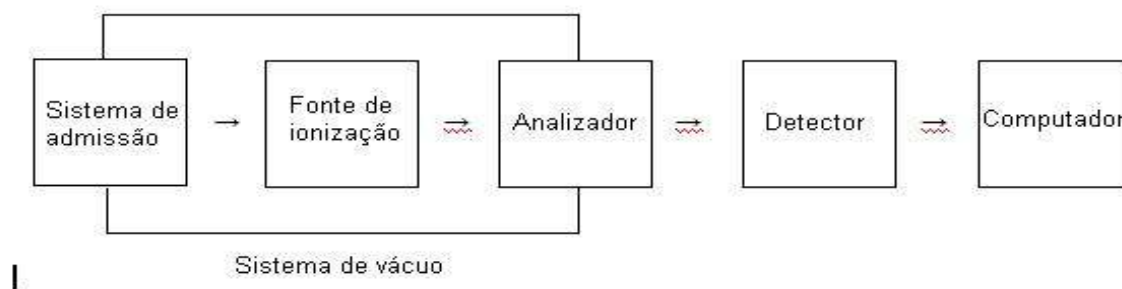 Sistema de
admissão
→
Fonte de
ionização
→
Analizador
→
Detector
→
Computador
Sistema de vácuo